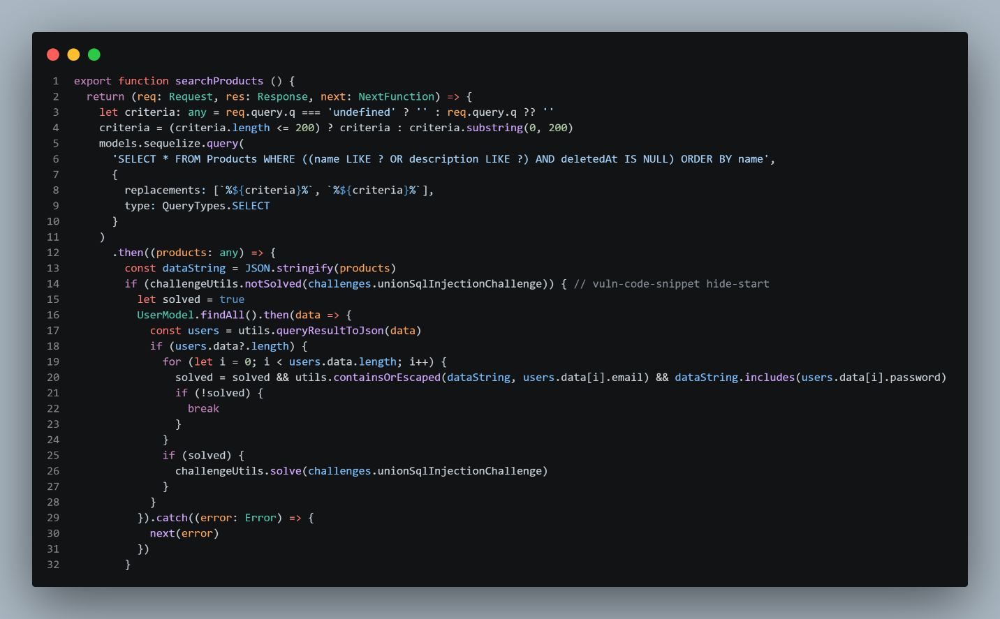 1 export function searchProducts () {
2 return (req: Request, res: Response, next: NextFunction) => {
3 let criteria: any = req.query.q === 'undefined' ? '' : req.query.q ?? ''
4 criteria = (criteria.length <= 200) ? criteria : criteria.substring(0, 200)
5 models.sequelize.query(
6 'SELECT * FROM Products WHERE ((name LIKE ? OR description LIKE ?) AND deletedAt IS NULL) ORDER BY name',
7 {
8 replacements: [`%${criteria}%`, `%${criteria}%`],
9 type: QueryTypes.SELECT
10 }
11 )
12 .then((products: any) => {
13 const dataString = JSON.stringify(products)
14 if (challengeUtils.notSolved(challenges.unionSqlInjectionChallenge)) { // vuln-code-snippet hide-start
15 let solved = true
16 UserModel.findAll().then(data => {
17 const users = utils.queryResultToJson(data)
18 if (users.data?.length) {
19 for (let i = 0; i < users.data.length; i++) {
20 solved = solved && utils.containsOrEscaped(dataString, users.data[i].email) && dataString.includes(users.data[i].password)
21 if (!solved) {
22 break
23 }
24 }
25 if (solved) {
26 challengeUtils.solve(challenges.unionSqlInjectionChallenge)
27 }
28 }
29 }).catch((error: Error) => {
30 next(error)
31 })
32 }